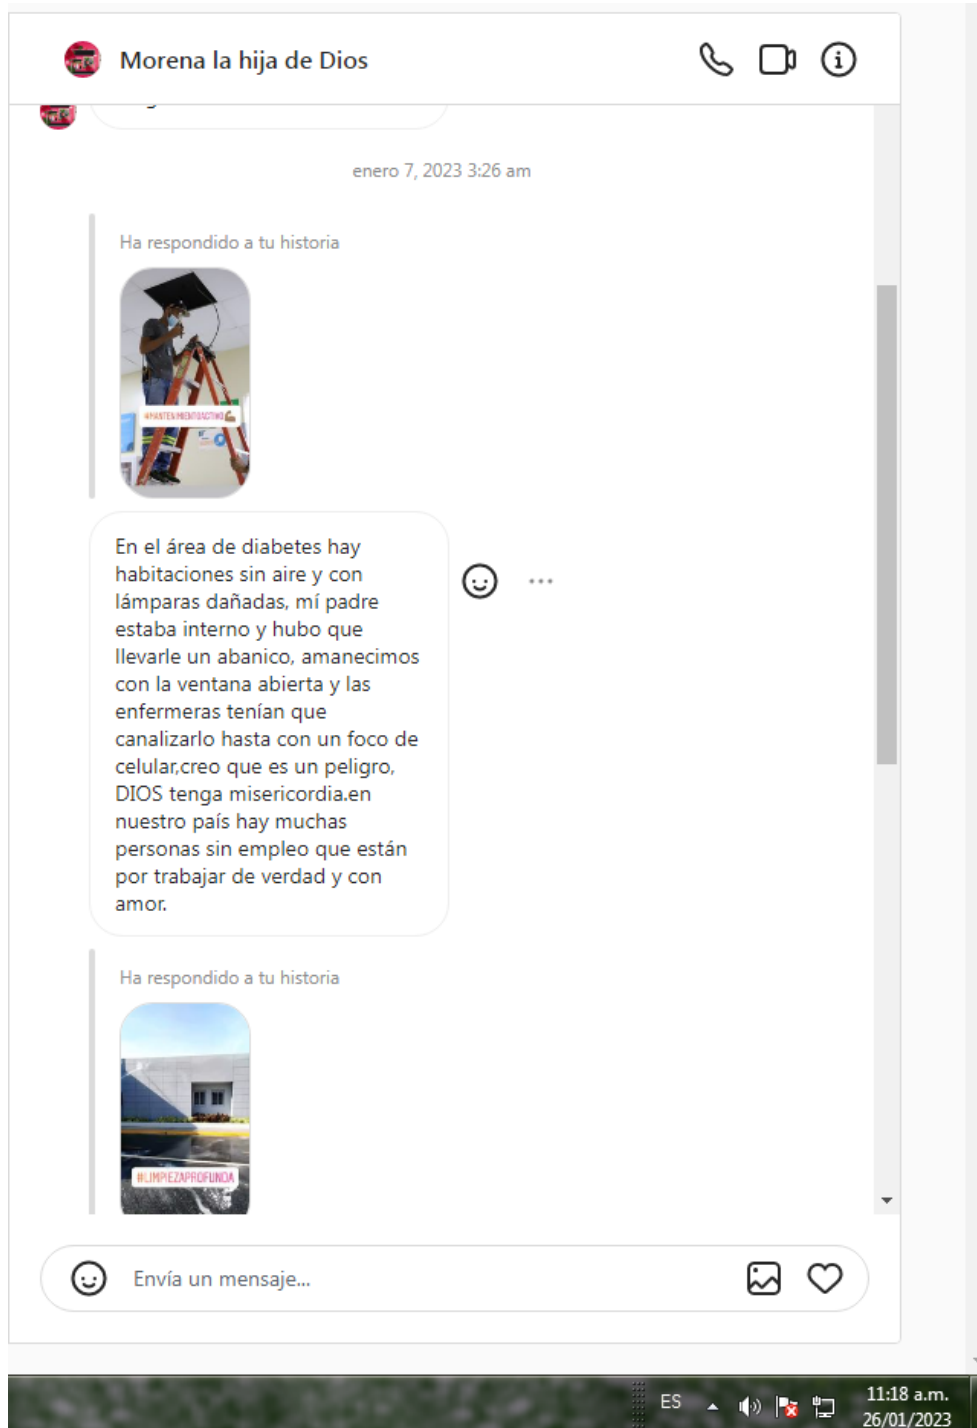 Morena la hija de Dios
enero 7, 2023 3:26 am
Ha respondido a tu historia
#MANTENIMIENTOACTIVO
En el área de diabetes hay
habitaciones sin aire y con
lámparas dañadas, mí padre
estaba interno y hubo que
llevarle un abanico, amanecimos
con la ventana abierta y las
enfermeras tenían que
canalizarlo hasta con un foco de
celular,creo que es un peligro,
DIOS tenga misericordia.en
nuestro país hay muchas
personas sin empleo que están
por trabajar de verdad y con
amor.
Ha respondido a tu historia
#LIMPIEZAPROFUNDA
Envía un mensaje...
ES
11:18 a.m.
26/01/2023